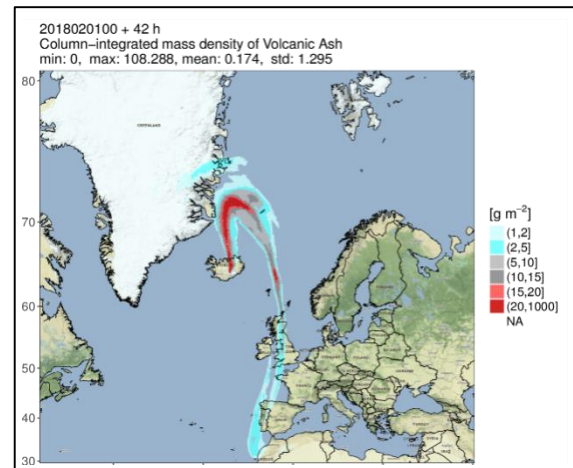 2018020100 + 42 h
Column–integrated mass density of Volcanic Ash
min: 0, max: 108.288, mean: 0.174, std: 1.295
80
70
60
50
40
30
GREENLAND
[g m⁻²]
(1,2]
(2,5]
(5,10]
(10,15]
(15,20]
(20,1000]
NA